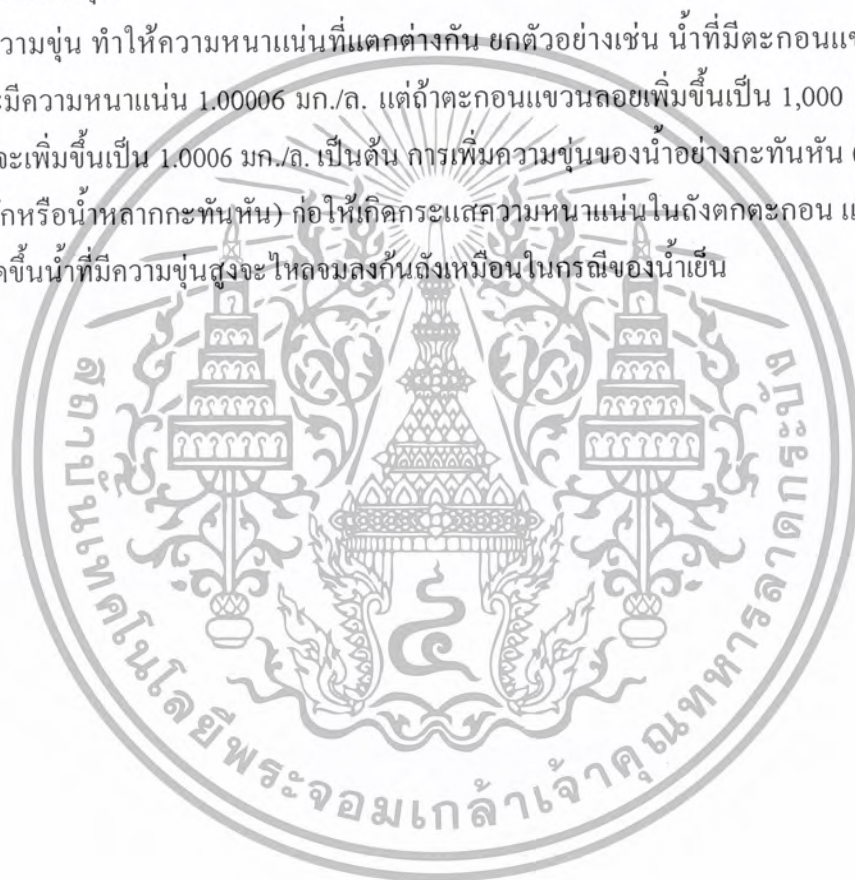 วามขุ่น ทำให้ความหนาแน่นที่แตกต่างกัน ยกตัวอย่างเช่น น้ำที่มีตะกอนแข
มีความหนาแน่น 1.00006 มก./ล. แต่ถ้าตะกอนแขวนลอยเพิ่มขึ้นเป็น 1,000
จะเพิ่มขึ้นเป็น 1.0006 มก./ล. เป็นต้น การเพิ่มความขุ่นของน้ำอย่างกะทันหัน (
กหรือน้ำหลากกะทันหัน) ก่อให้เกิดกระแสความหนาแน่นในถังตกตะกอน แ
ดขึ้นน้ำที่มีความขุ่นสูงจะไหลจมลงก้นถังเหมือนในกรณีของน้ำเย็น
สถาบันเทคโนโลยีพระจอมเกล้าเจ้าคุณทหารลาดกระบัง